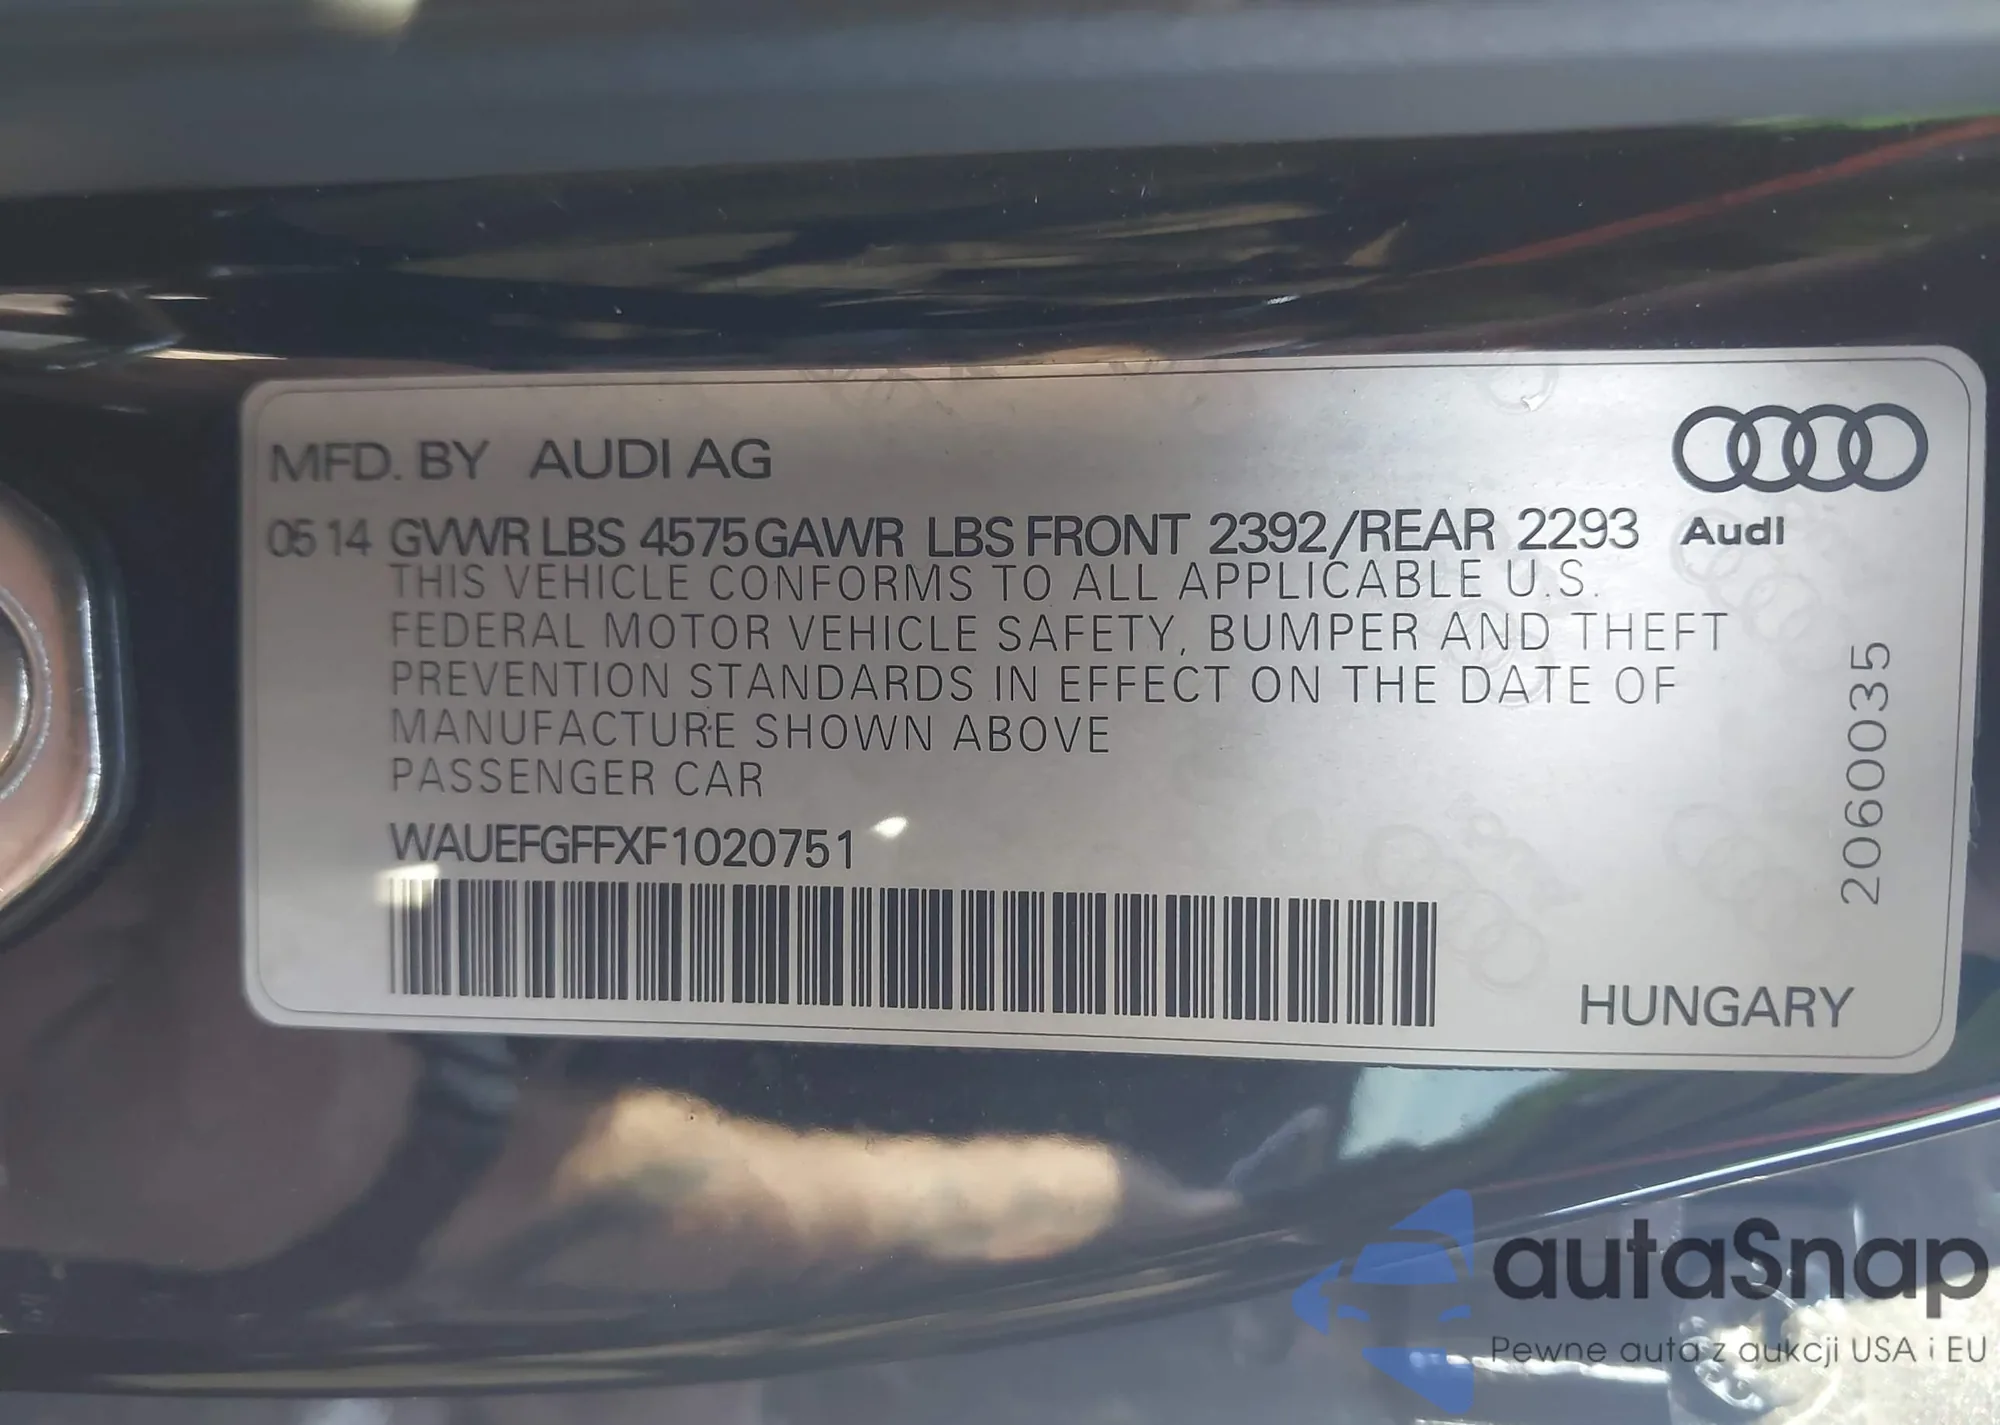 MFD. BY AUDI AG
05 14 GVWR LBS 4575 GAWR LBS FRONT 2392/REAR 2293
Audi
THIS VEHICLE CONFORMS TO ALL APPLICABLE U.S.
FEDERAL MOTOR VEHICLE SAFETY, BUMPER AND THEFT
PREVENTION STANDARDS IN EFFECT ON THE DATE OF
MANUFACTURE SHOWN ABOVE
PASSENGER CAR
WAUEFGFFXF1020751
2060035
HUNGARY
autaSnap
Pewne auta z aukcji USA i EU